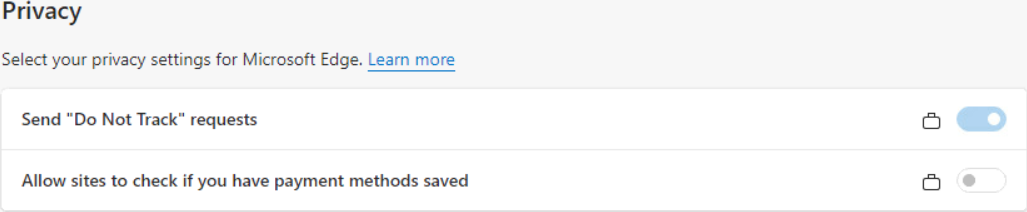 Privacy
Select your privacy settings for Microsoft Edge. Learn more
Send "Do Not Track" requests
Allow sites to check if you have payment methods saved